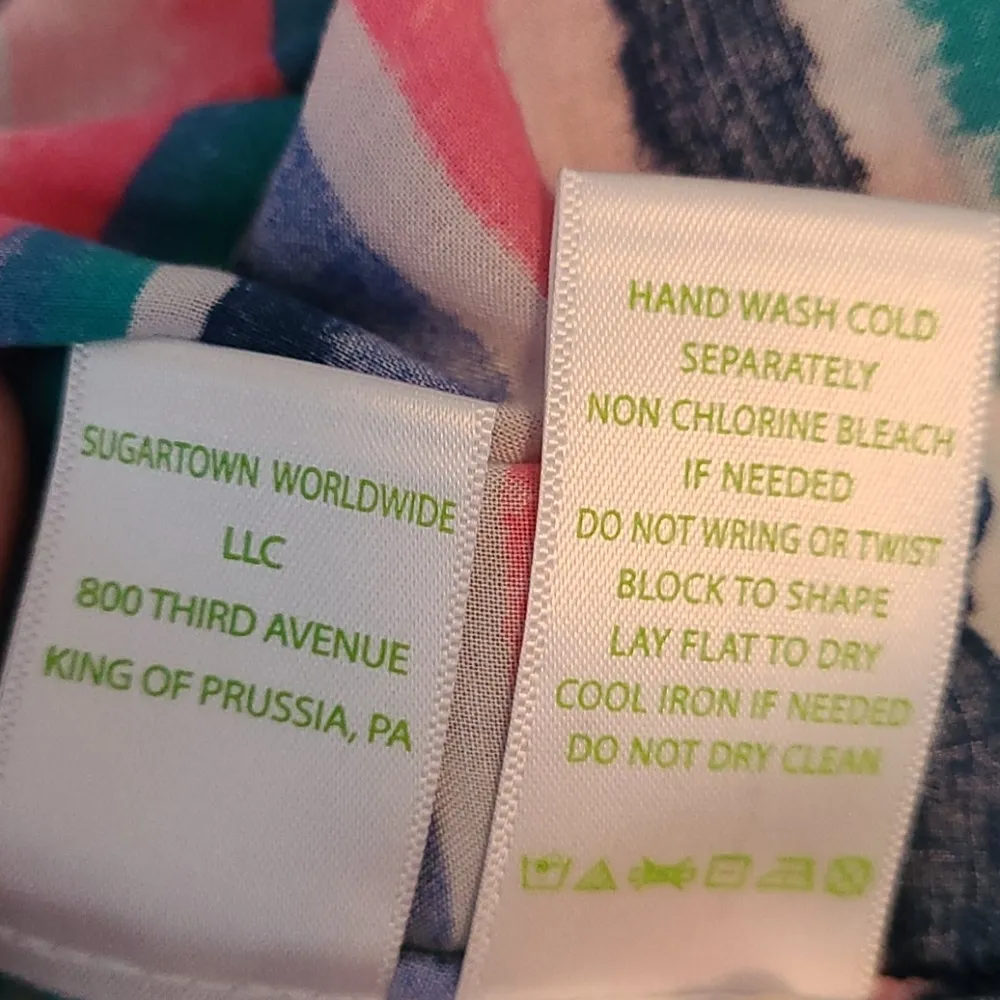 SUGARTOWN WORLDWIDE
LLC
800 THIRD AVENUE
KING OF PRUSSIA, PA
HAND WASH COLD
SEPARATELY
NON CHLORINE BLEACH
IF NEEDED
DO NOT WRING OR TWIST
BLOCK TO SHAPE
LAY FLAT TO DRY
COOL IRON IF NEEDED
DO NOT DRY CLEAN